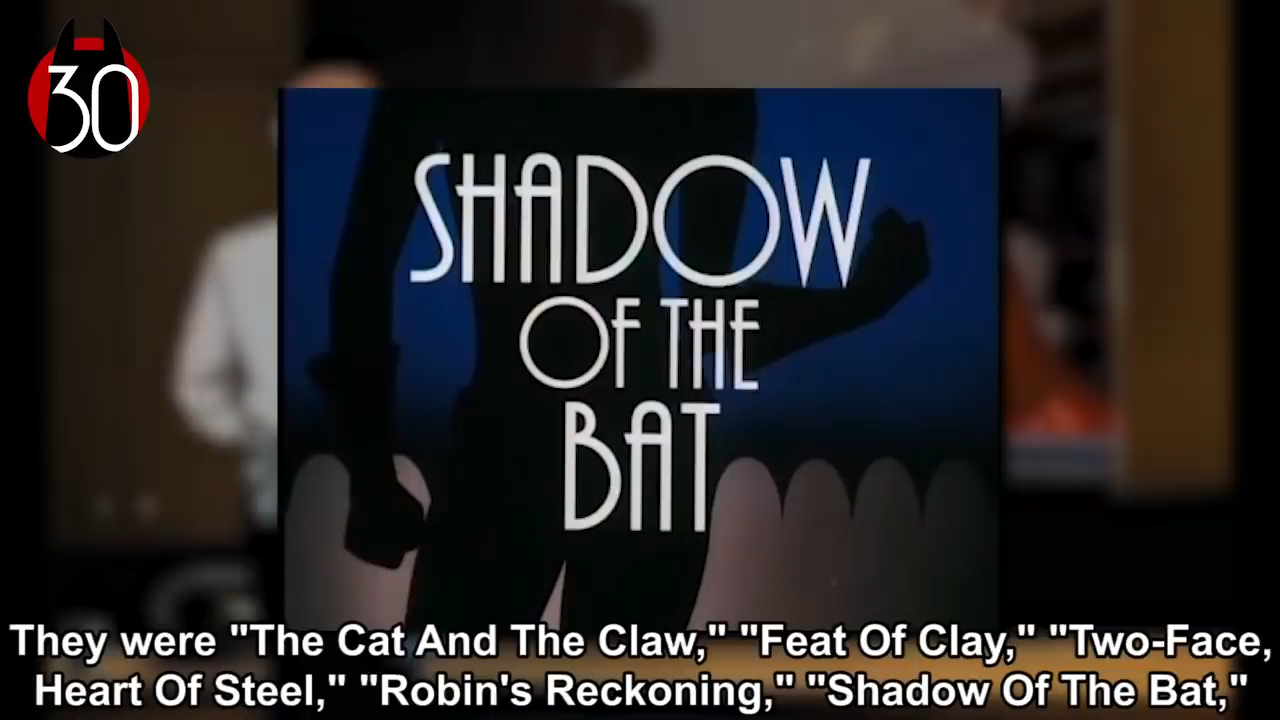 30
SHADOW
OF THE
BAT
They were "The Cat And The Claw," "Feat Of Clay," "Two-Face,
Heart Of Steel," "Robin's Reckoning," "Shadow Of The Bat,"